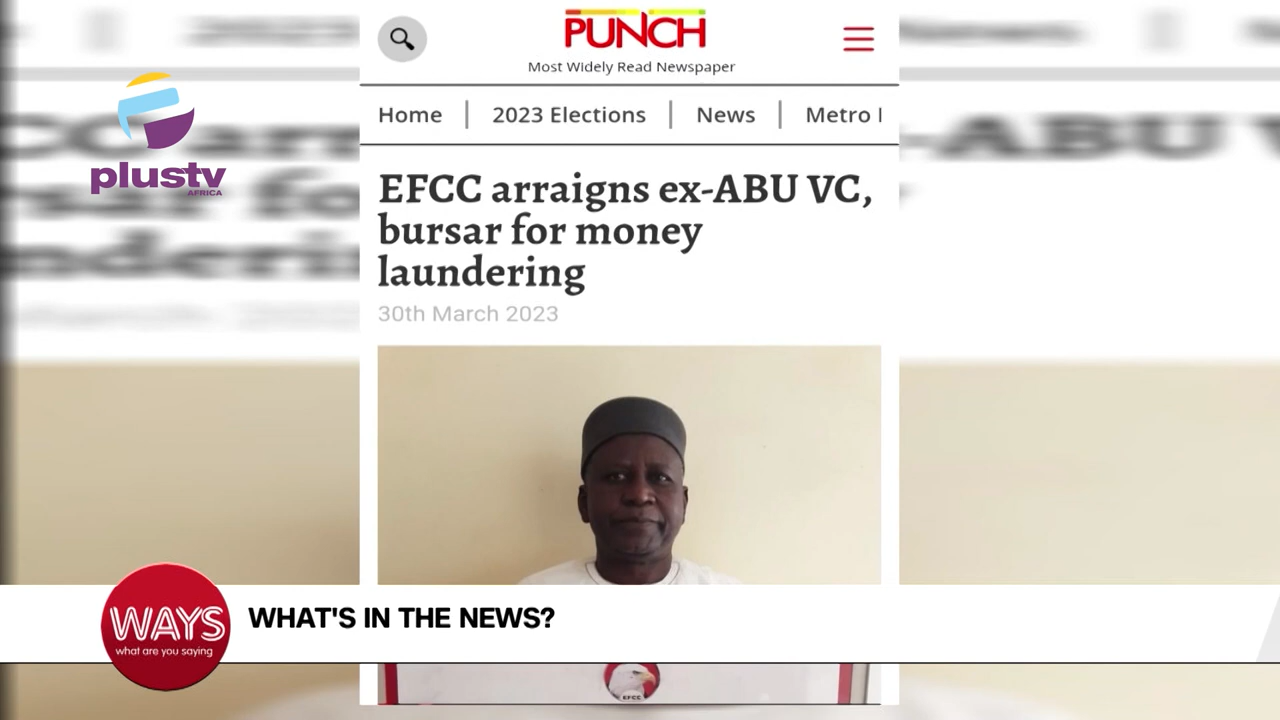 PUNCH
Most Widely Read Newspaper
Home | 2023 Elections | News | Metro
EFCC arraigns ex-ABU VC,
bursar for money
laundering
30th March 2023
plustv
AFRICA
WAYS
what are you saying
WHAT'S IN THE NEWS?
EFCC